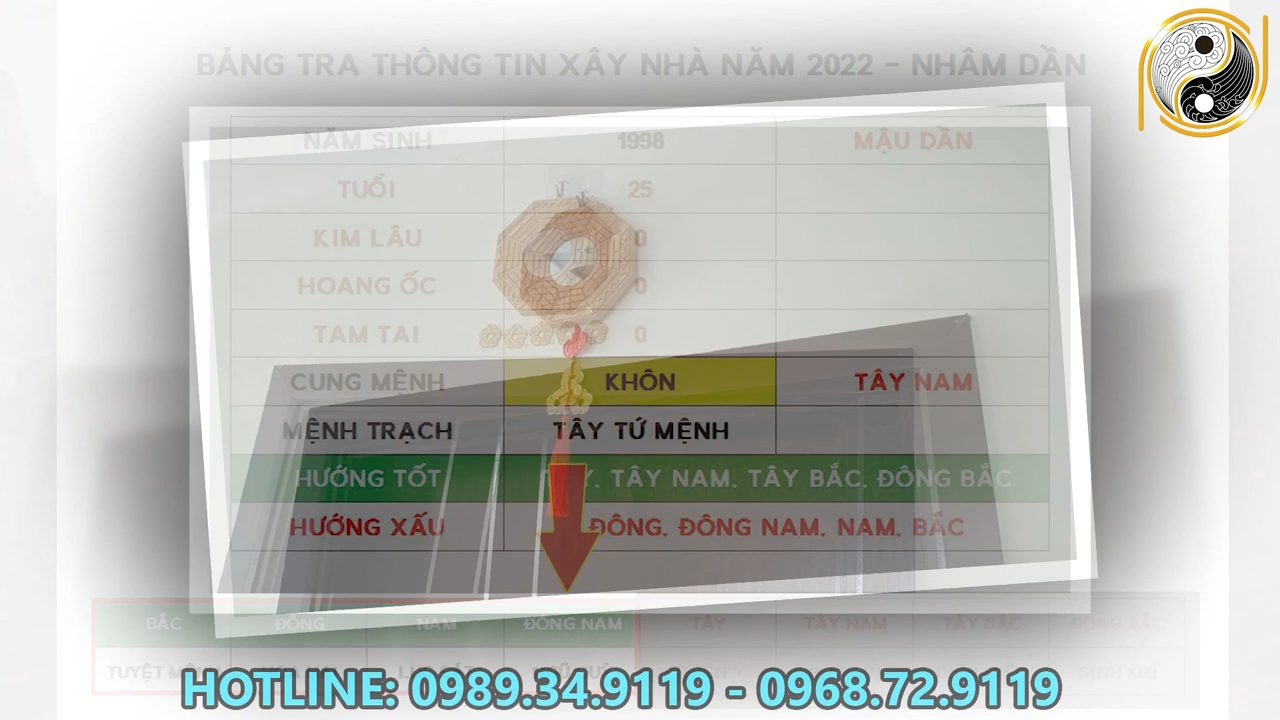 BẢNG TRA THÔNG TIN XÂY NHÀ NĂM 2022 - NHÂM DẦN
NĂM SINH 1998 MẬU DẦN
TUỔI 25
KIM LÂU 0
HOANG ỐC 0
TAM TAI 0
CUNG MỆNH KHÔN TÂY NAM
MỆNH TRẠCH TÂY TỨ MỆNH
HƯỚNG TỐT TÂY NAM, TÂY BẮC, ĐÔNG BẮC
HƯỚNG XẤU ĐÔNG, ĐÔNG NAM, NAM, BẮC
BẮC ĐÔNG NAM ĐÔNG NAM TÂY TÂY NAM TÂY BẮC ĐÔNG BẮC
TUYỆT SINH KHÍ
HOTLINE: 0989.34.9119 - 0968.72.9119